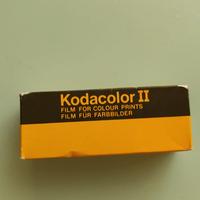 Kodacolor II
FILM FOR COLOUR PRINTS
FILM FÜR FARBBILDER